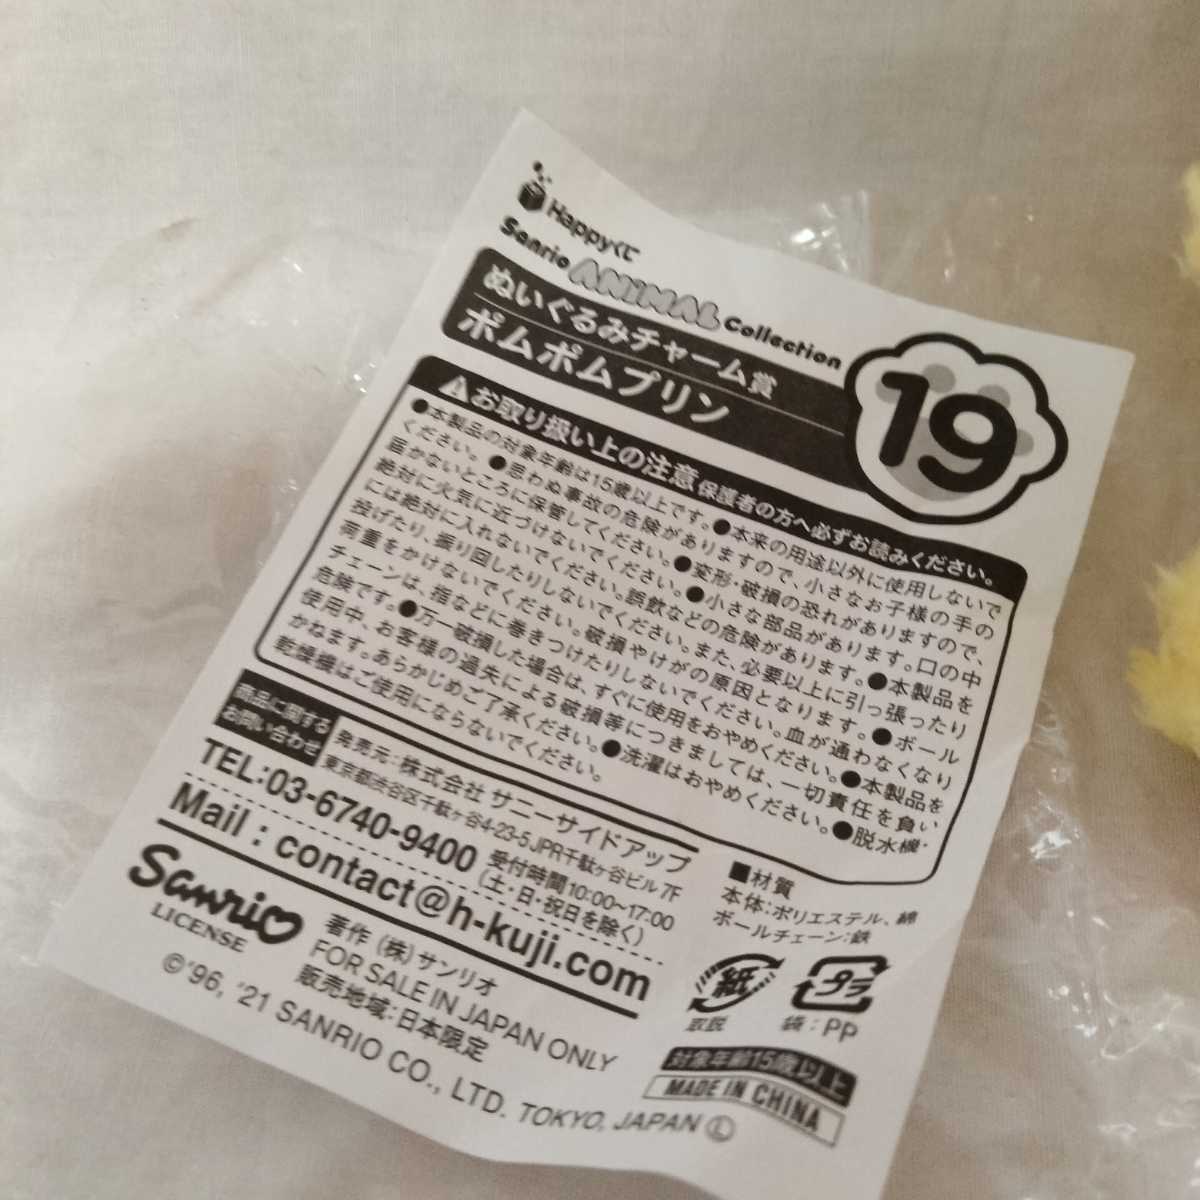 Happyくじ
Sanrio ANIMAL Collection
ぬいぐるみチャーム賞
ポムポムプリン
19
お取り扱い上の注意 保護者の方へ必ずお読みください。
●本製品の対象年齢は15歳以上です。●本来の用途以外に使用しないで
ください。●思わぬ事故の危険がありますので、小さなお子様の手の
届かないところに保管してください。●変形・破損の恐れがありますので、
絶対に火気に近づけないでください。●小さな部品があります。口の中
には絶対に入れないでください。誤飲などの危険があります。●本製品を
投げたり、振り回したりしないでください。また、必要以上に引っ張ったり
荷重をかけないでください。破損やけがの原因となります。●ボール
チェーンは、指などに巻きつけたりしないでください。血が通わなくなり
危険です。●万一破損した場合は、すぐに使用をおやめください。●本製品を
使用中、お客様の過失による破損等につきましては、一切責任を負い
かねます。あらかじめご了承ください。●洗濯はおやめください。●脱水機・
乾燥機はご使用にならないでください。
商品に関する
お問い合わせ
発売元：株式会社 サニーサイドアップ
東京都渋谷区千駄ヶ谷4-23-5 JPR千駄ヶ谷ビル 7F
TEL：03-6740-9400 受付時間10:00~17:00
(土・日・祝日を除く)
Mail：contact@h-kuji.com
■材質
本体：ポリエステル、綿
ボールチェーン：鉄
Sanrio
LICENSE
著作 (株)サンリオ
FOR SALE IN JAPAN ONLY
販売地域：日本限定
©'96, '21 SANRIO CO., LTD. TOKYO, JAPAN Ⓛ
紙
取説
プラ
袋：PP
対象年齢15歳以上
MADE IN CHINA